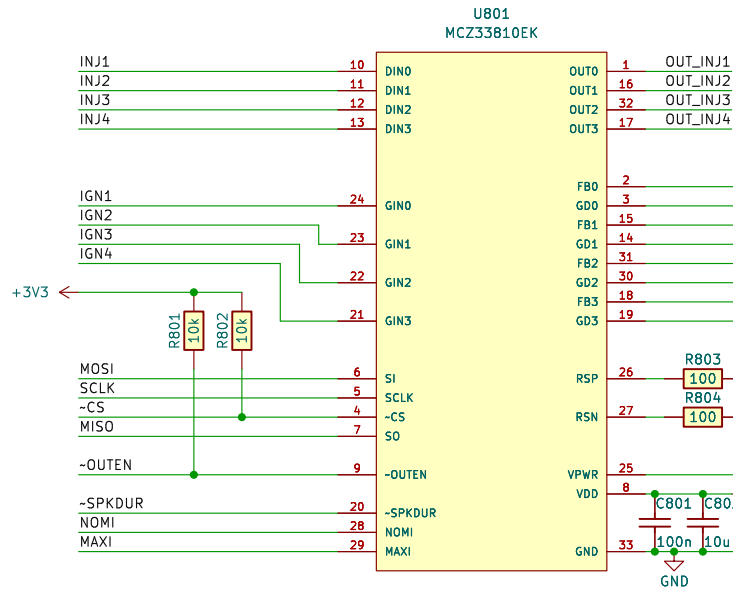 U801
MCZ33810EK
INJ1 10 DIN0 OUT0 1 OUT_INJ1
INJ2 11 DIN1 OUT1 16 OUT_INJ2
INJ3 12 DIN2 OUT2 32 OUT_INJ3
INJ4 13 DIN3 OUT3 17 OUT_INJ4
FB0 2
IGN1 24 GIN0 GD0 3
IGN2 FB1 15
IGN3 23 GIN1 GD1 14
IGN4 FB2 31
22 GIN2 GD2 30
+3V3 FB3 18
21 GIN3 GD3 19
R801 10k R802 10k
R803
MOSI 6 SI RSP 26 100
SCLK 5 SCLK R804
~CS 4 ~CS RSN 27 100
MISO 7 SO
~OUTEN 9 ~OUTEN VPWR 25
VDD 8
C801
~SPKDUR 20 ~SPKDUR
NOMI 28 NOMI 100n 10u
MAXI 29 MAXI GND 33
GND